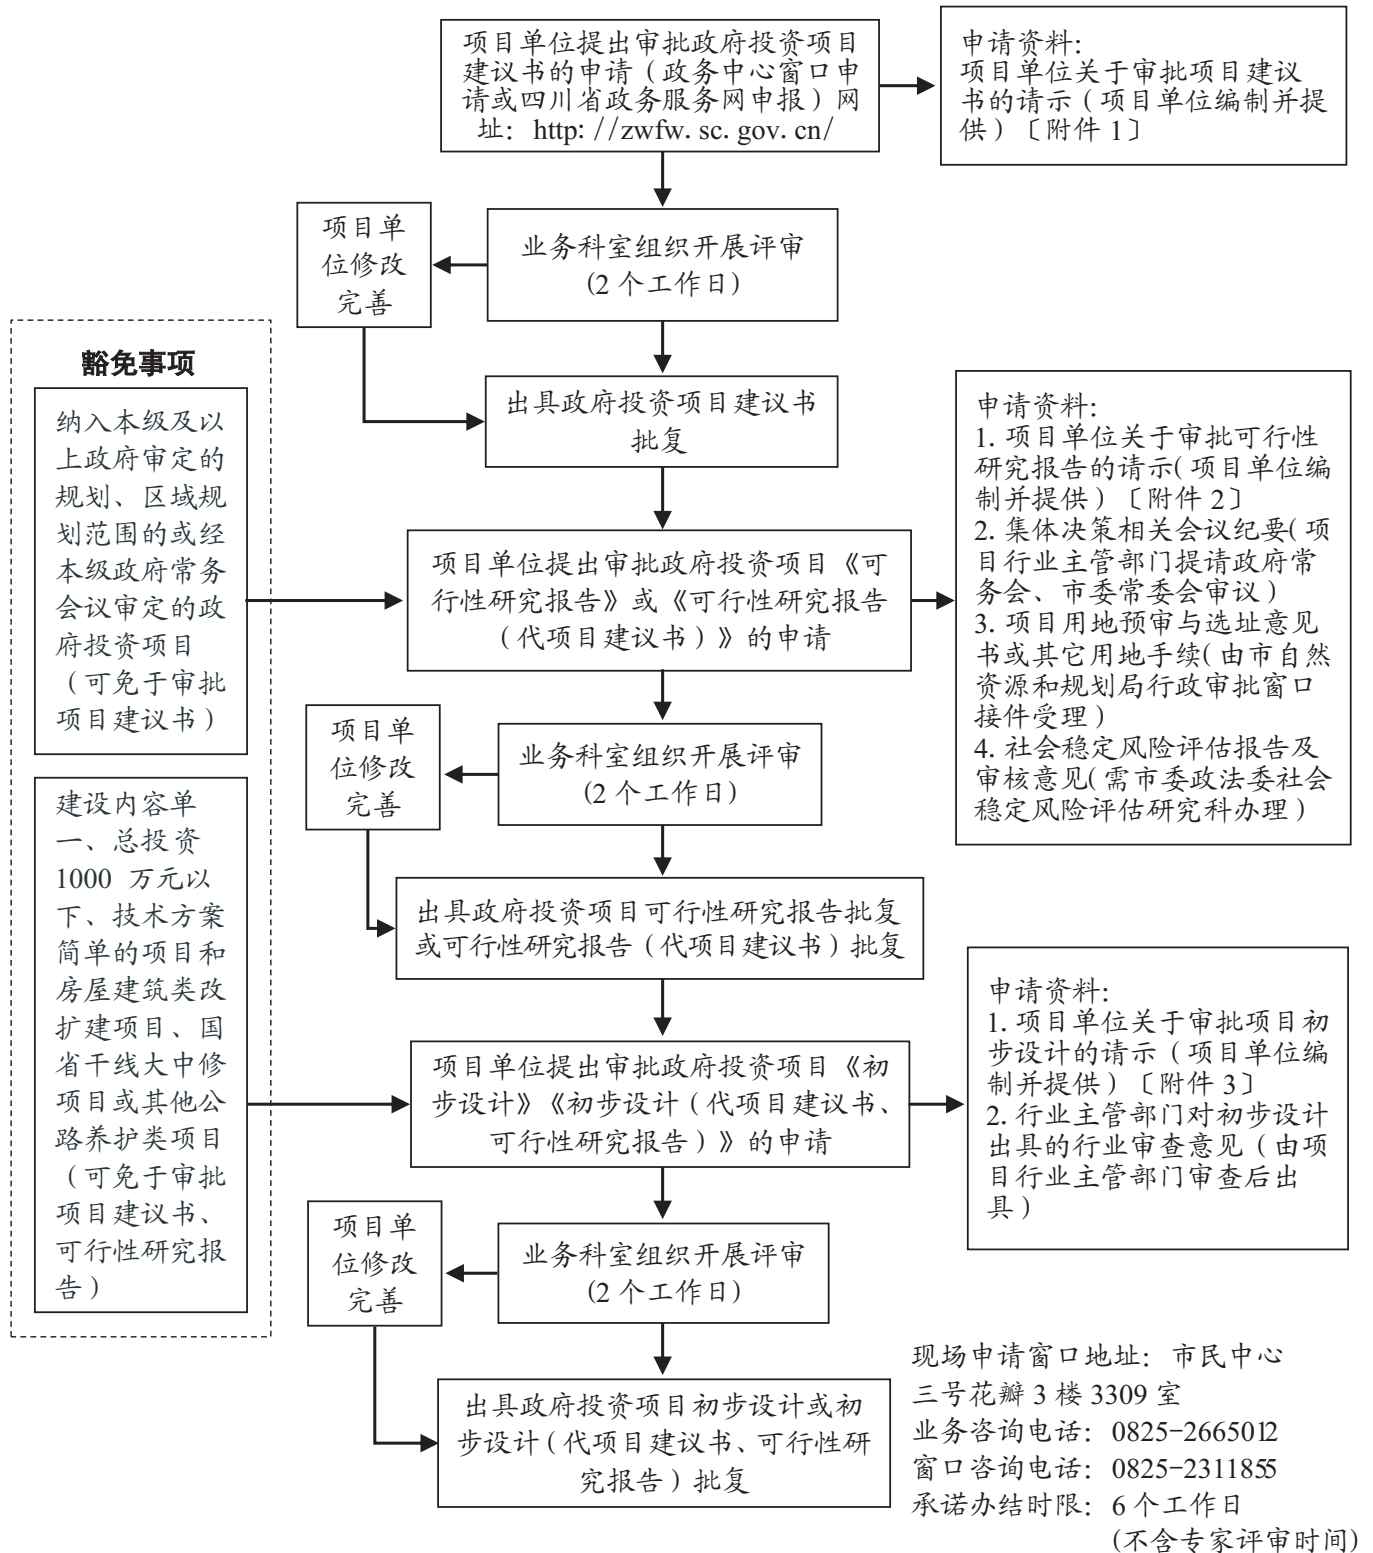 项目单位提出审批政府投资项目
建议书的申请（政务中心窗口申
请或四川省政务服务网申报）网
址：http://zwfw.sc.gov.cn/
申请资料：
项目单位关于审批项目建议
书的请示（项目单位编制并提
供）〔附件1〕
业务科室组织开展评审
(2个工作日)
项目单
位修改
完善
出具政府投资项目建议书
批复
豁免事项
纳入本级及以
上政府审定的
规划、区域规
划范围的或经
本级政府常务
会议审定的政
府投资项目
（可免于审批
项目建议书）
项目单位提出审批政府投资项目《可
行性研究报告》或《可行性研究报告
（代项目建议书）》的申请
申请资料：
1.项目单位关于审批可行性
研究报告的请示(项目单位编
制并提供）〔附件2〕
2.集体决策相关会议纪要(项
目行业主管部门提请政府常
务会、市委常委会审议)
3.项目用地预审与选址意见
书或其它用地手续(由市自然
资源和规划局行政审批窗口
接件受理)
4.社会稳定风险评估报告及
审核意见(需市委政法委社会
稳定风险评估研究科办理)
业务科室组织开展评审
(2个工作日)
项目单
位修改
完善
建设内容单
一、总投资
1000 万元以
下、技术方案
简单的项目和
房屋建筑类改
扩建项目、国
省干线大中修
项目或其他公
路养护类项目
（可免于审批
项目建议书、
可行性研究报
告）
出具政府投资项目可行性研究报告批复
或可行性研究报告（代项目建议书）批复
项目单位提出审批政府投资项目《初
步设计》《初步设计（代项目建议书、
可行性研究报告）》的申请
申请资料：
1.项目单位关于审批项目初
步设计的请示（项目单位编
制并提供）〔附件3〕
2.行业主管部门对初步设计
出具的行业审查意见（由项
目行业主管部门审查后出
具）
业务科室组织开展评审
(2个工作日)
项目单
位修改
完善
出具政府投资项目初步设计或初
步设计(代项目建议书、可行性研
究报告）批复
现场申请窗口地址：市民中心
三号花瓣3楼3309室
业务咨询电话：0825-2665012
窗口咨询电话：0825-2311855
承诺办结时限：6个工作日
(不含专家评审时间)